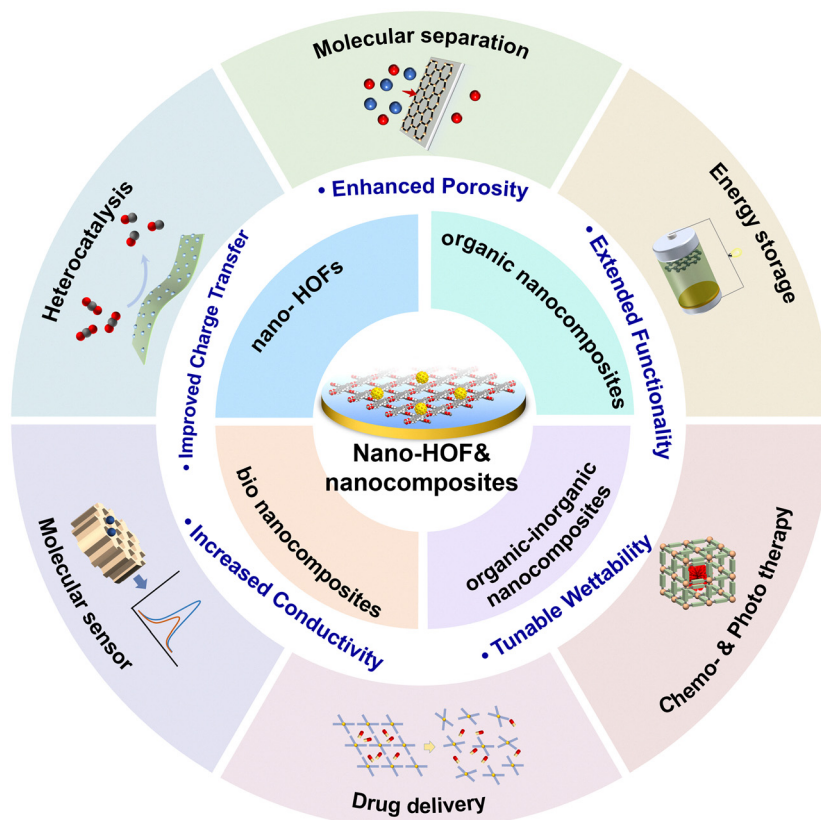 Molecular separation
Energy storage
Chemo- & Photo therapy
Drug delivery
Molecular sensor
Heterocatalysis
• Enhanced Porosity
• Extended Functionality
• Tunable Wettability
• Increased Conductivity
• Improved Charge Transfer
nano- HOFs
organic nanocomposites
organic-inorganic
nanocomposites
bio nanocomposites
Nano-HOF&
nanocomposites